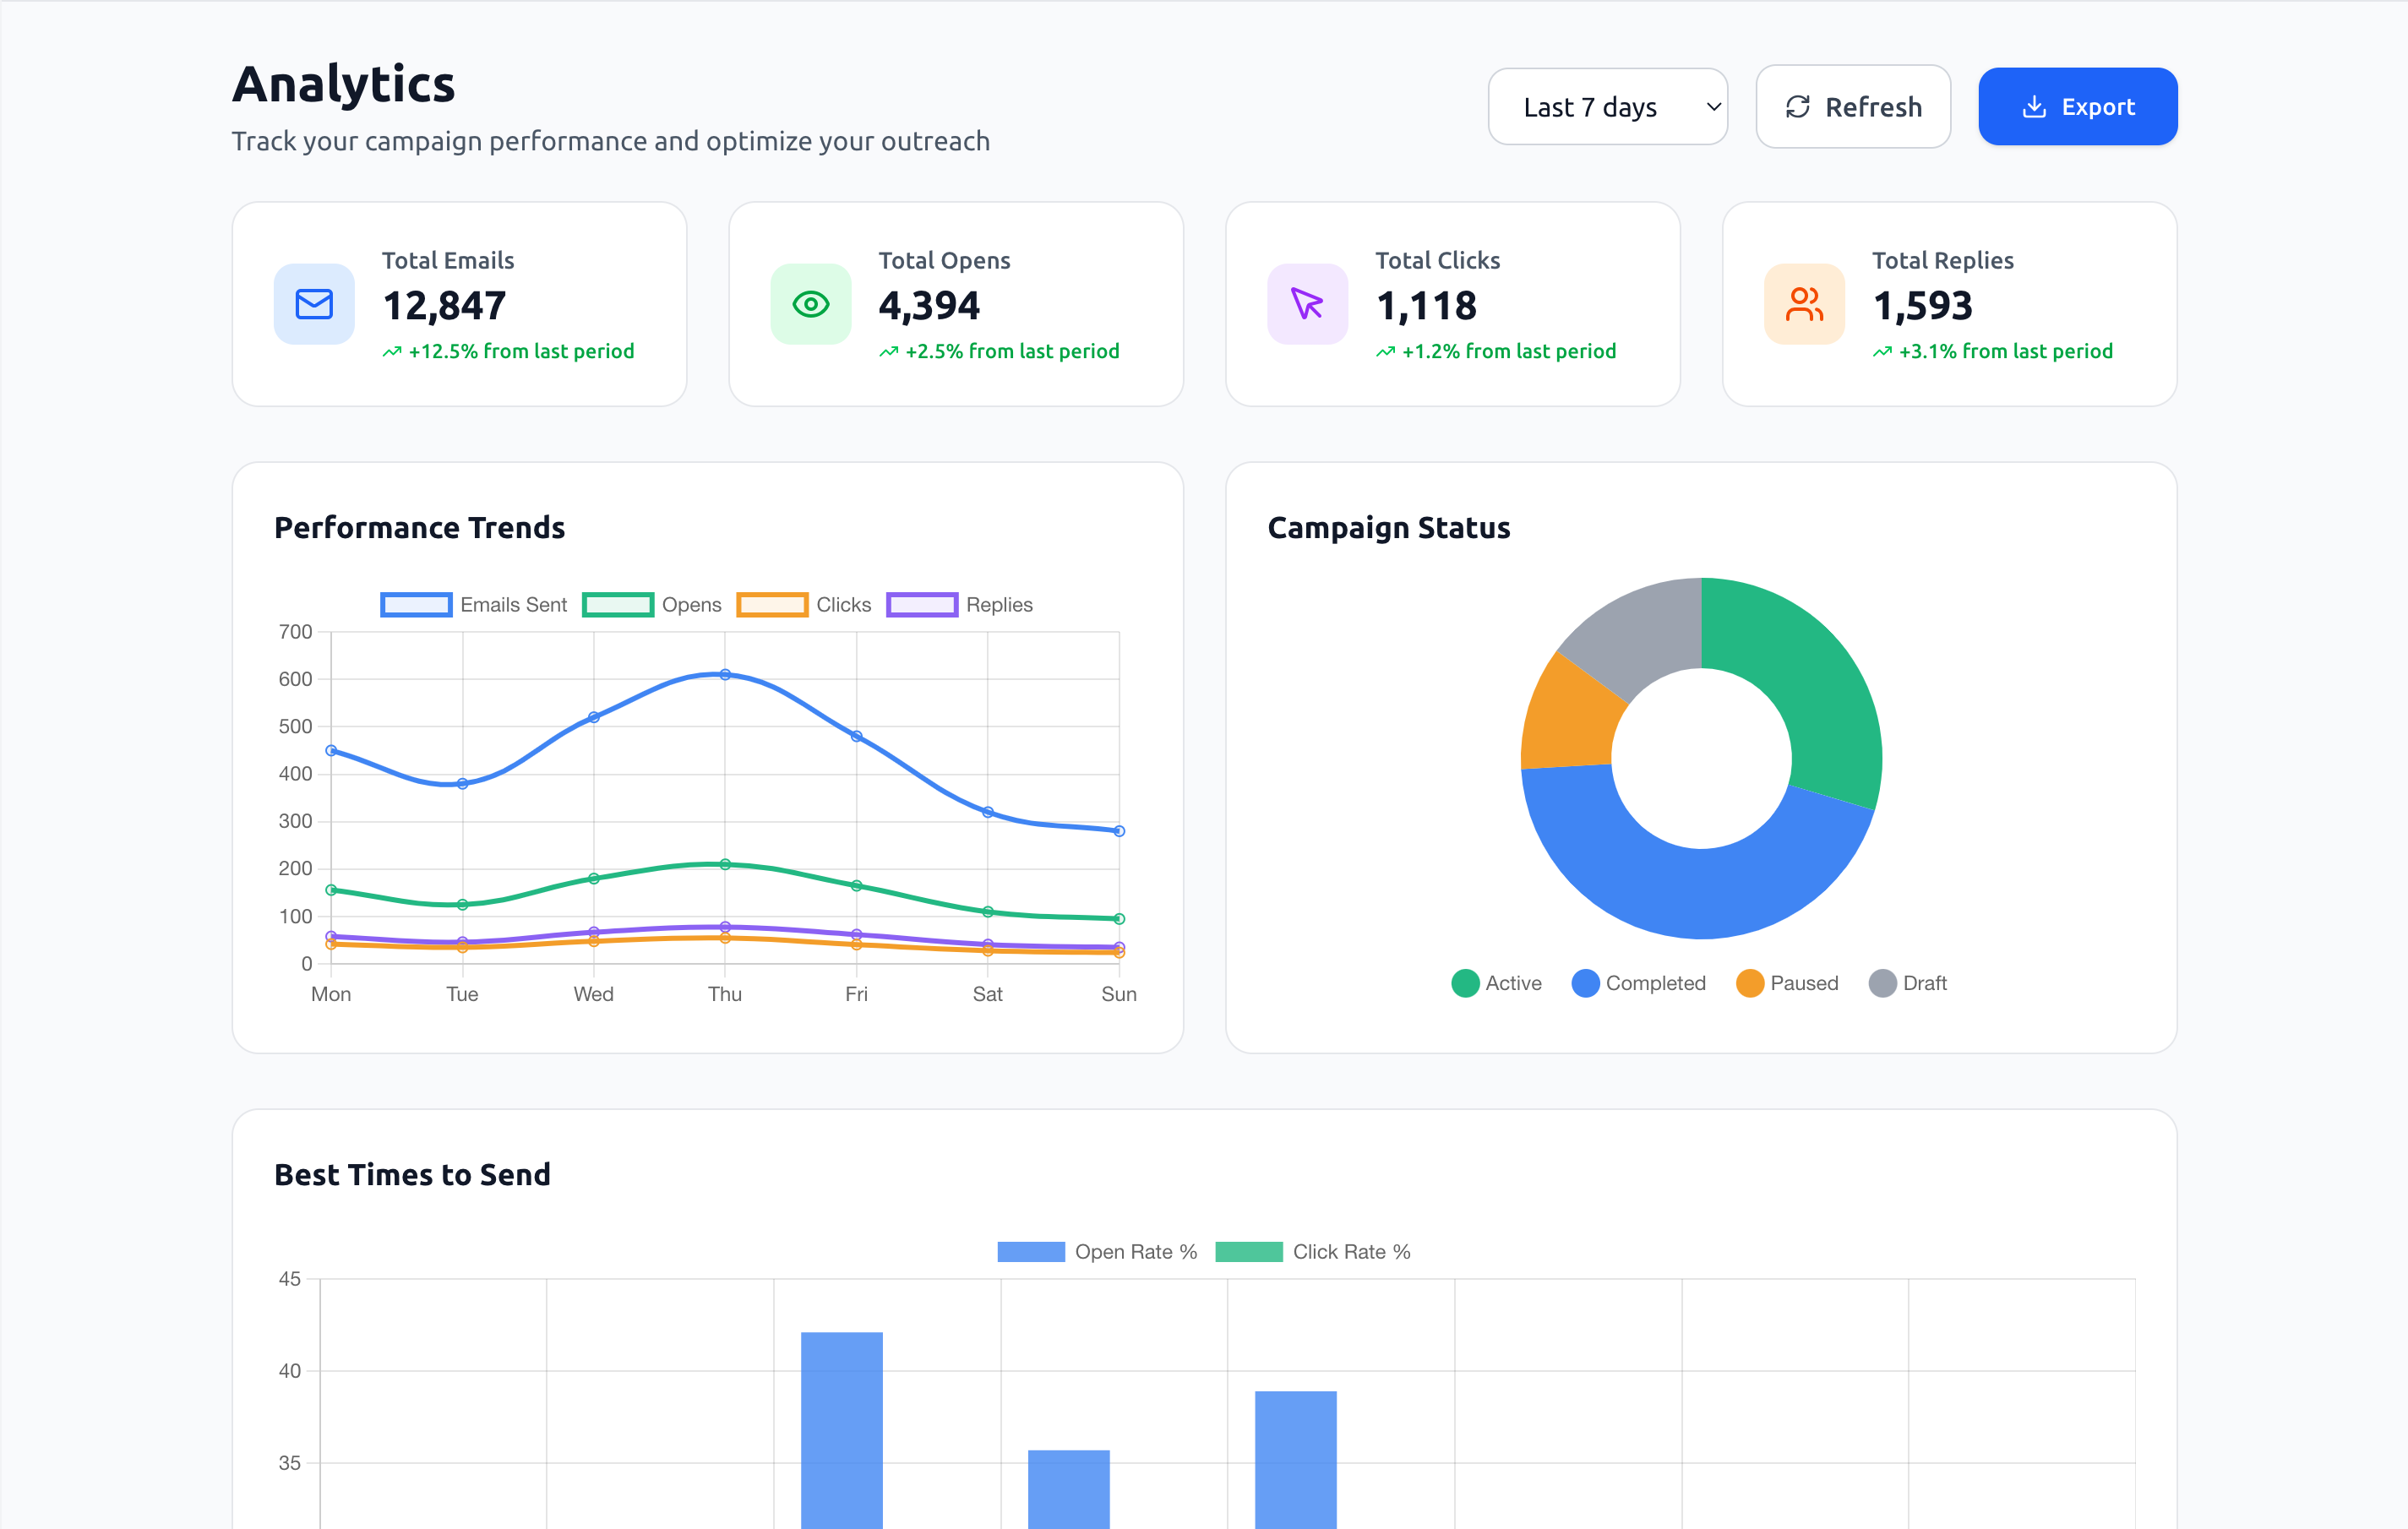 Analytics
Track your campaign performance and optimize your outreach
Last 7 days
Refresh
Export
Total Emails
12,847
+12.5% from last period
Total Opens
4,394
+2.5% from last period
Total Clicks
1,118
+1.2% from last period
Total Replies
1,593
+3.1% from last period
Performance Trends
Emails Sent Opens Clicks Replies
700
600
500
400
300
200
100
0
Mon Tue Wed Thu Fri Sat Sun
Campaign Status
Active Completed Paused Draft
Best Times to Send
Open Rate % Click Rate %
45
40
35